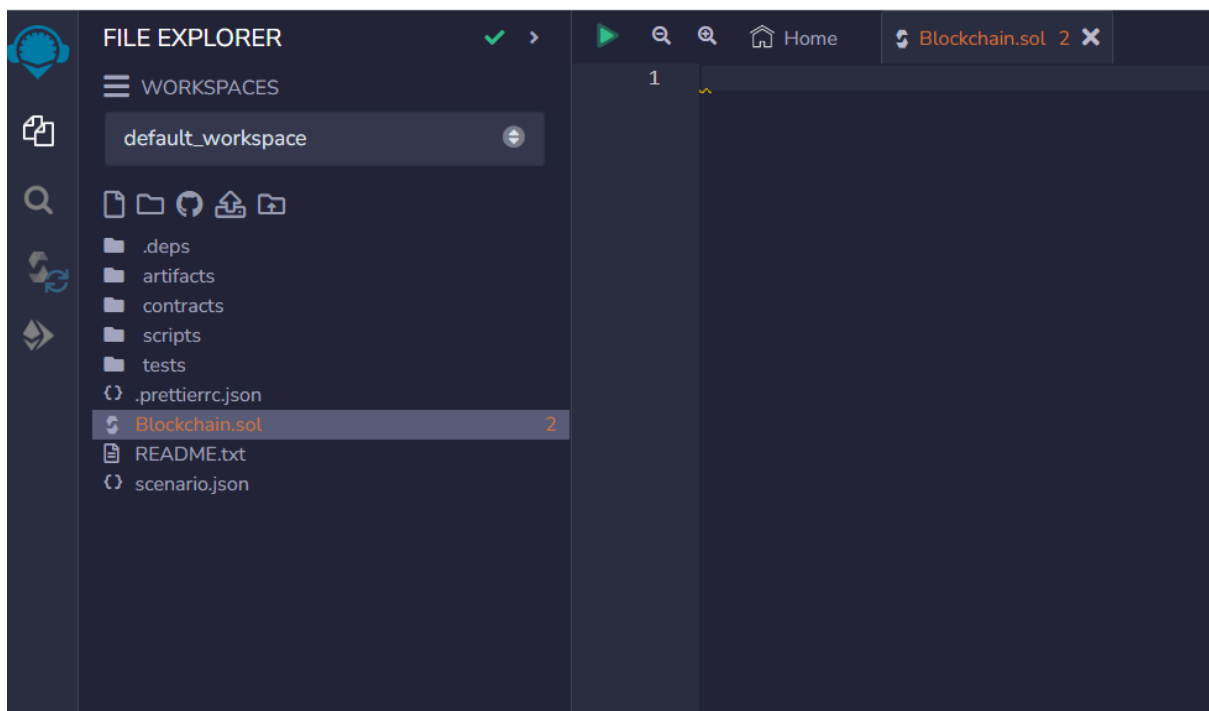 FILE EXPLORER
WORKSPACES
default_workspace
.deps
artifacts
contracts
scripts
tests
.prettierrc.json
Blockchain.sol 2
README.txt
scenario.json
Home
Blockchain.sol 2
1